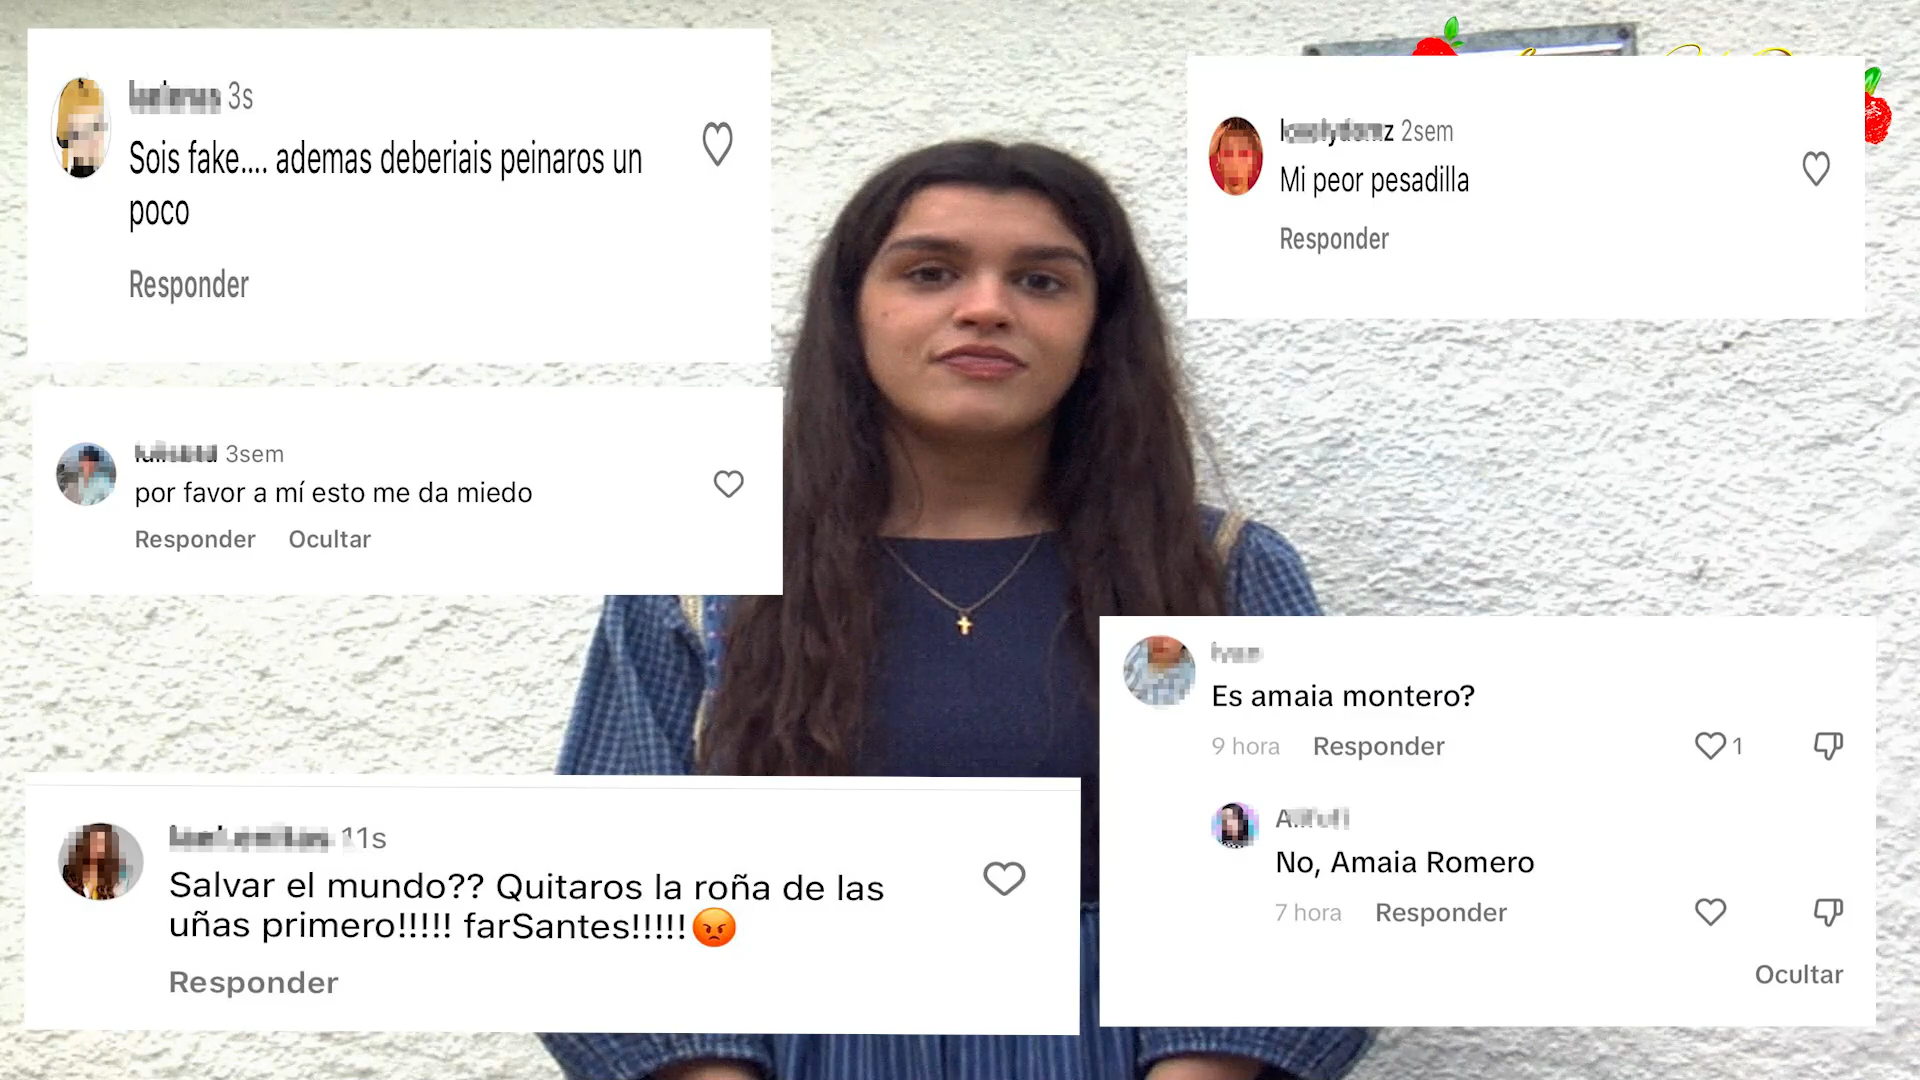 3s
Sois fake.... ademas deberiais peinaros un
poco
Responder
2sem
Mi peor pesadilla
Responder
3sem
por favor a mí esto me da miedo
Responder Ocultar
Es amaia montero?
9 hora Responder 1
No, Amaia Romero
7 hora Responder
Ocultar
11s
Salvar el mundo?? Quitaros la roña de las
uñas primero!!!!! farSantes!!!!!😡
Responder